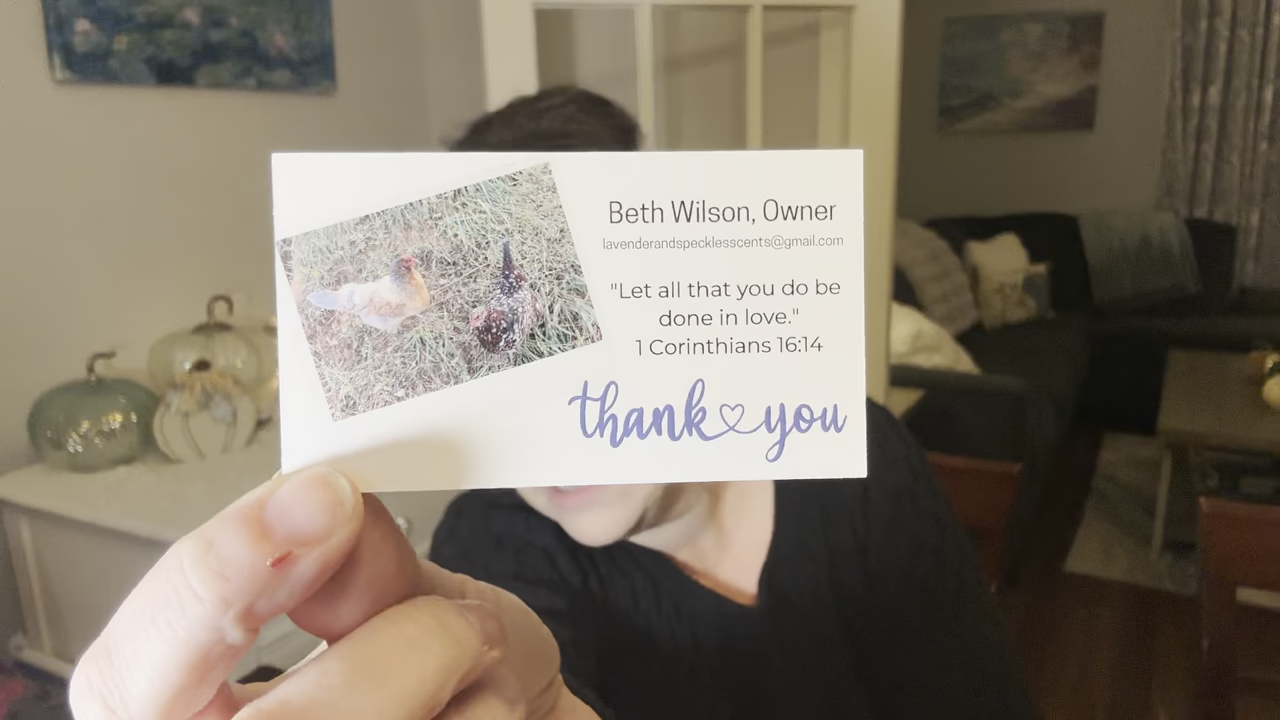 Beth Wilson, Owner
lavenderandspecklesscents@gmail.com
"Let all that you do be
done in love."
1 Corinthians 16:14
thank you